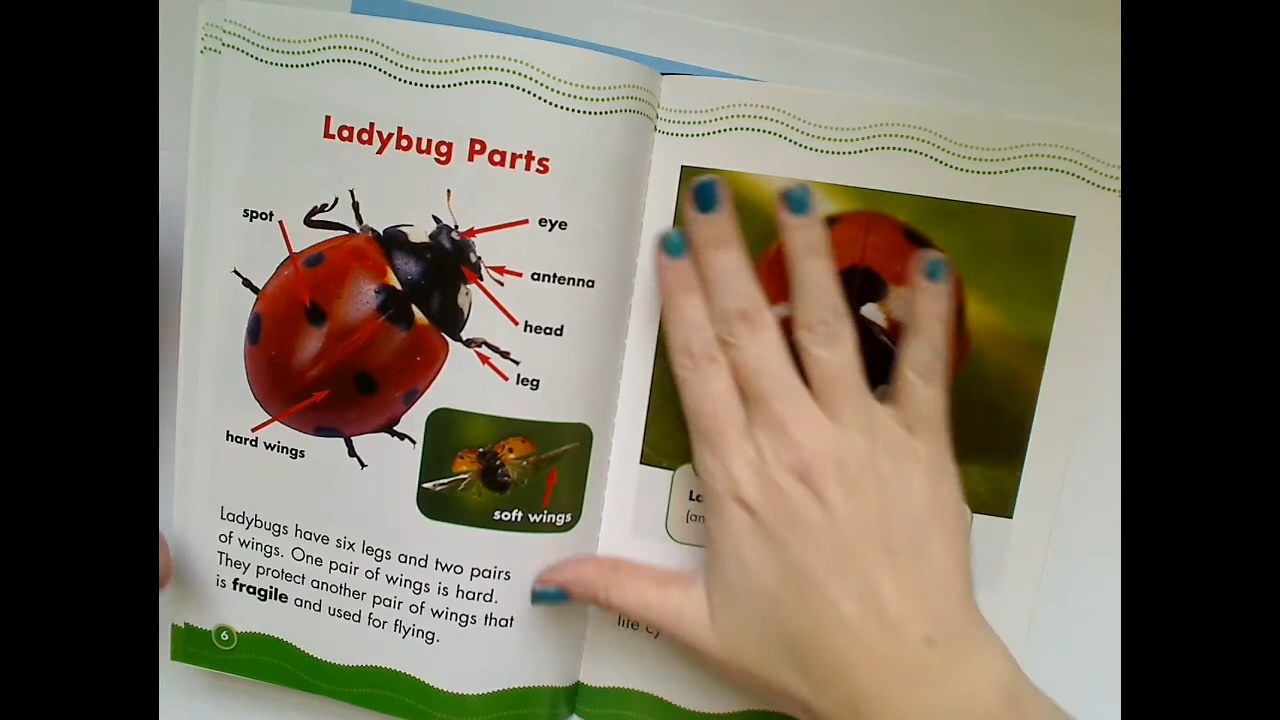 Ladybug Parts
spot
eye
antenna
head
leg
hard wings
soft wings
Ladybugs have six legs and two pairs
of wings. One pair of wings is hard.
They protect another pair of wings that
is fragile and used for flying.
6
(an
life